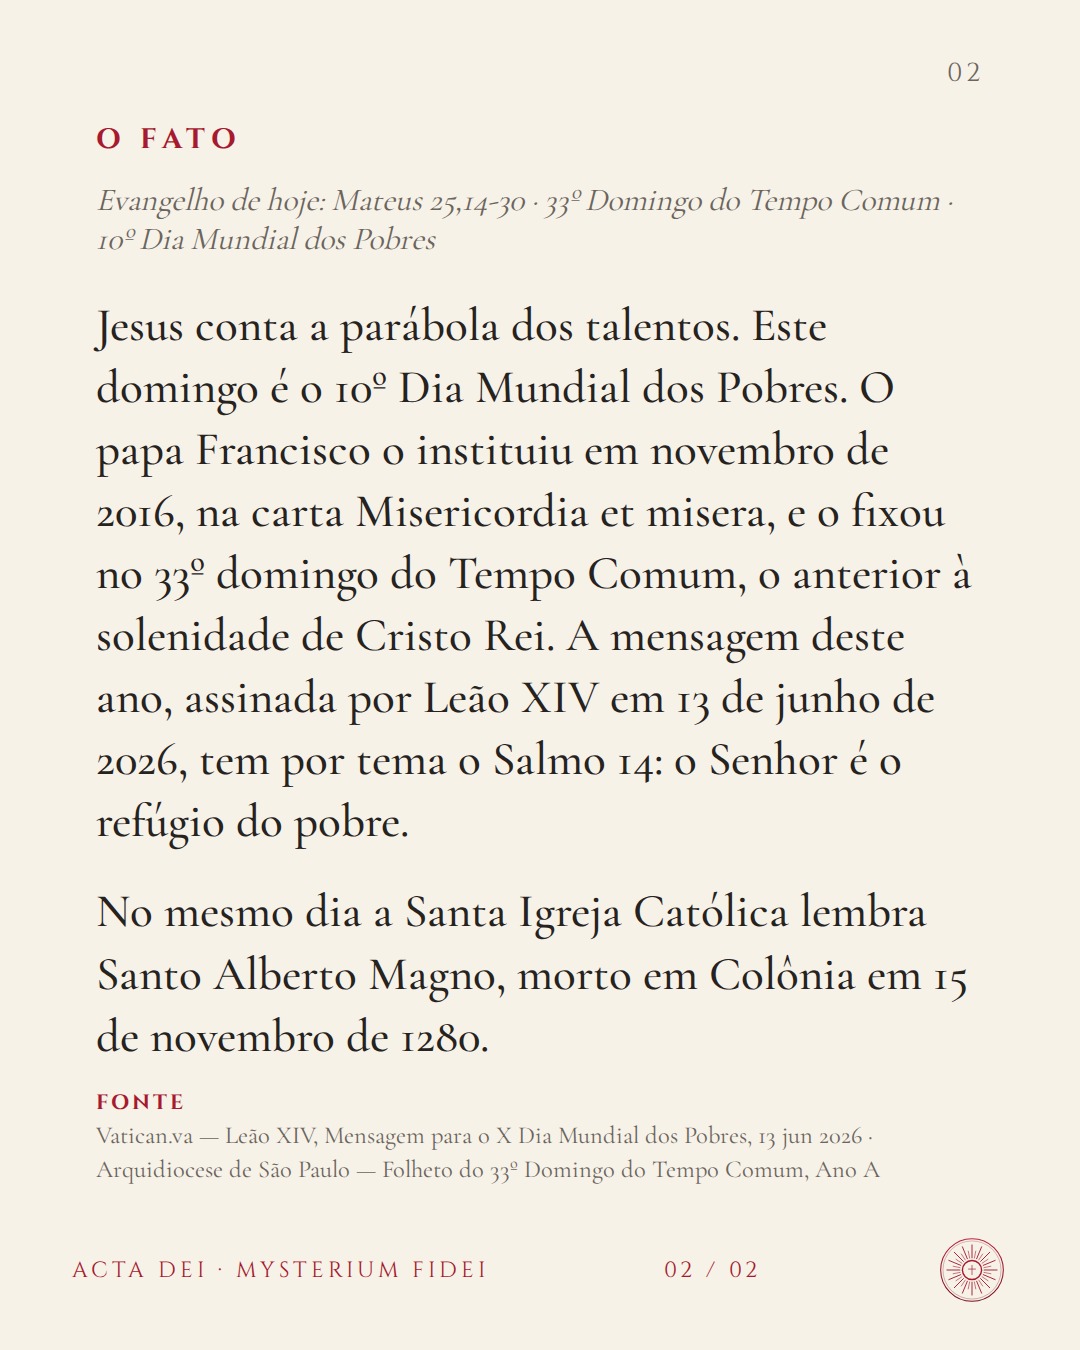 02
O FATO
Evangelho de hoje: Mateus 25,14-30 · 33º Domingo do Tempo Comum ·
10º Dia Mundial dos Pobres
Jesus conta a parábola dos talentos. Este
domingo é o 10º Dia Mundial dos Pobres. O
papa Francisco o instituiu em novembro de
2016, na carta Misericordia et misera, e o fixou
no 33º domingo do Tempo Comum, o anterior à
solenidade de Cristo Rei. A mensagem deste
ano, assinada por Leão XIV em 13 de junho de
2026, tem por tema o Salmo 14: o Senhor é o
refúgio do pobre.
No mesmo dia a Santa Igreja Católica lembra
Santo Alberto Magno, morto em Colônia em 15
de novembro de 1280.
FONTE
Vatican.va — Leão XIV, Mensagem para o X Dia Mundial dos Pobres, 13 jun 2026 ·
Arquidiocese de São Paulo — Folheto do 33º Domingo do Tempo Comum, Ano A
ACTA DEI · MYSTERIUM FIDEI
02 / 02